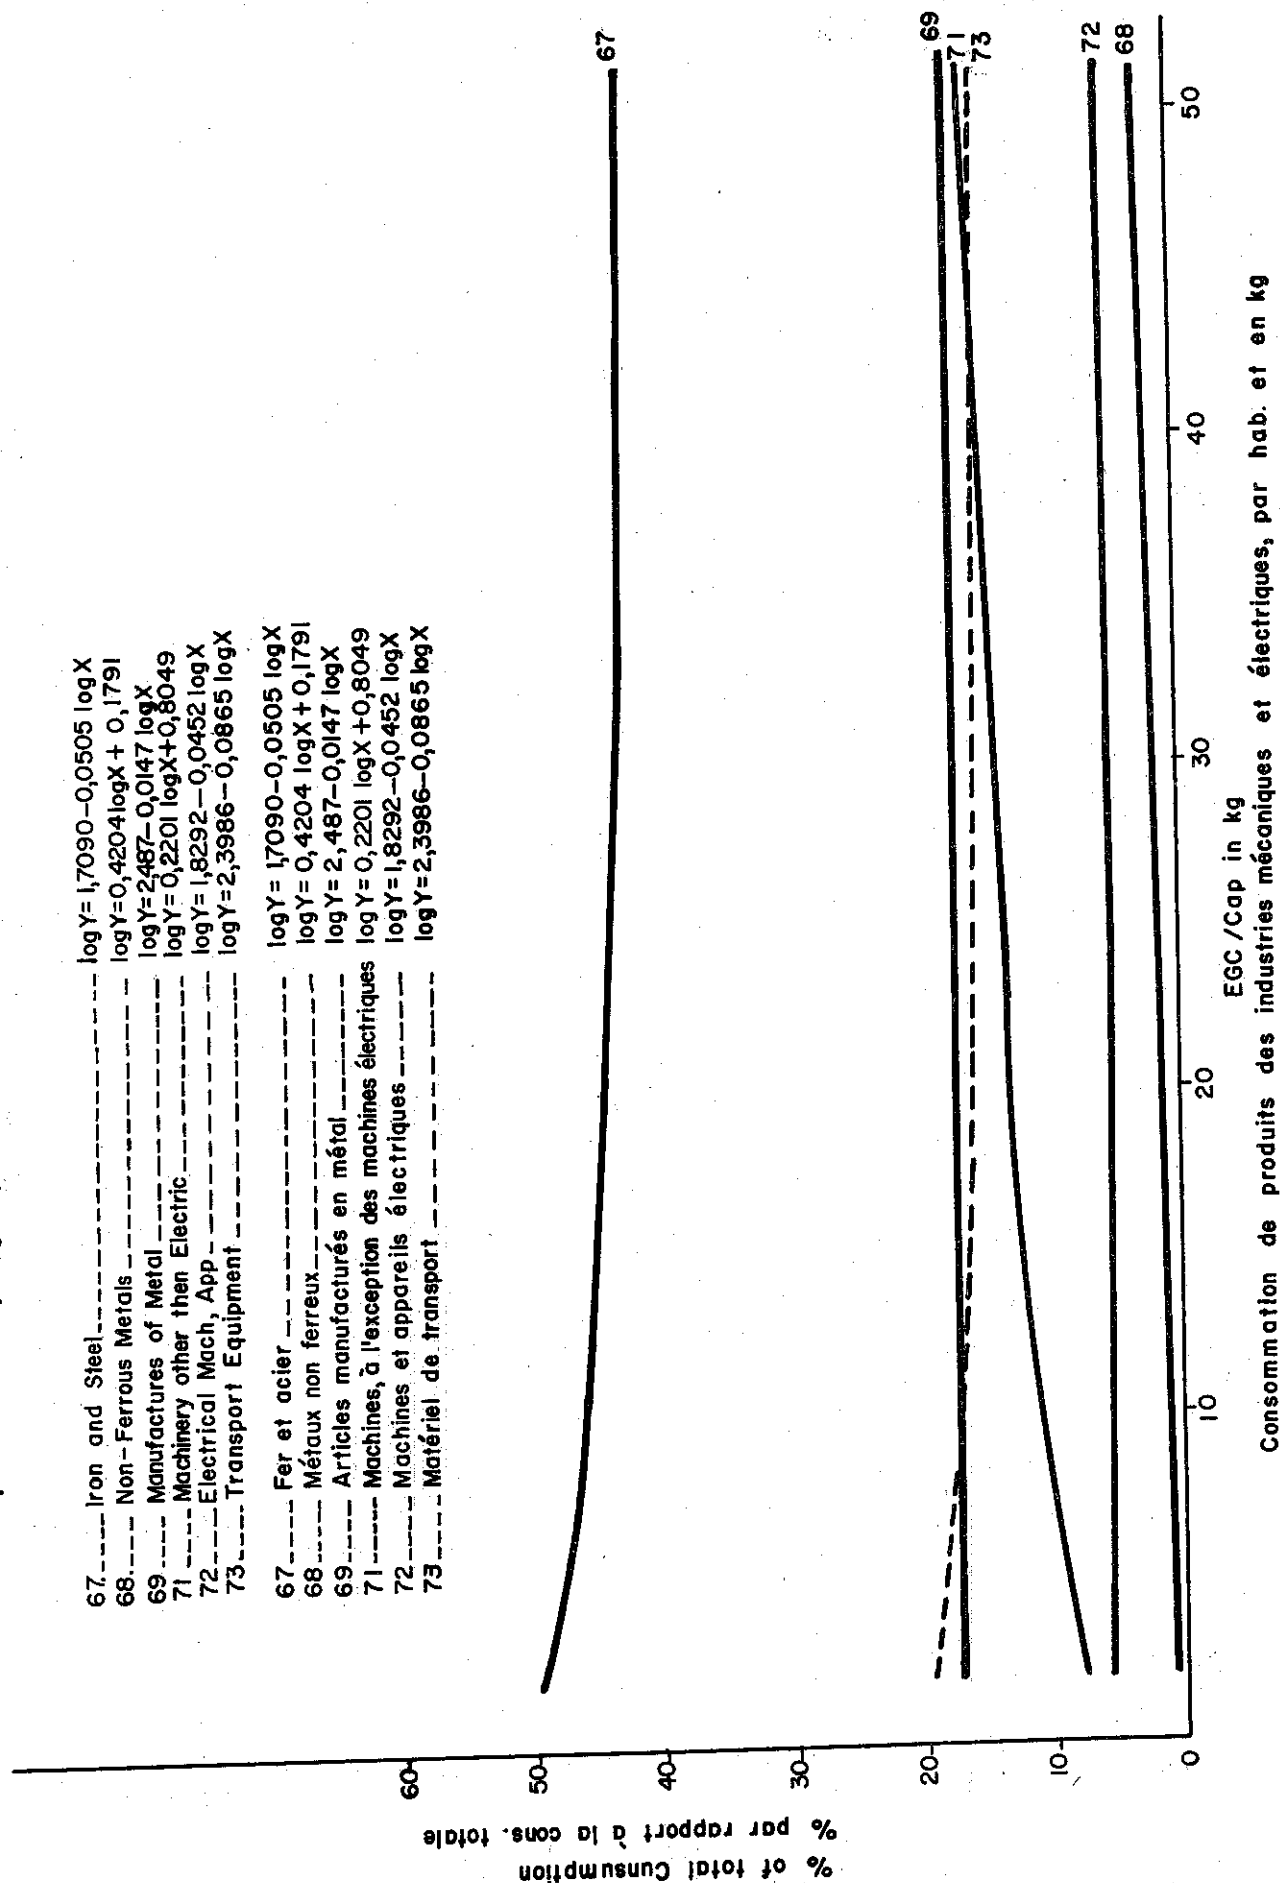 67.---- Iron and Steel---------------------- logY=1,7090-0,0505 logX
68.---- Non-Ferrous Metals------------- logY=0,4204logX + 0,1791
69.---- Manufactures of Metal---------- logY=2,487-0,0147 logX
71 ---- Machinery other then Electric---------- logY=0,2201 logX+0,8049
72----Electrical Mach, App------------- logY=1,8292-0,0452 logX
73----Transport Equipment-------------- logY=2,3986-0,0865 logX
67---- Fer et acier------------------ logY=1,7090-0,0505 logX
68---- Métaux non ferreux------------- logY=0,4204 logX+0,1791
69---- Articles manufacturés en métal-------- logY=2,487-0,0147 logX
71---- Machines, à l'exception des machines électriques logY=0,2201 logX+0,8049
72---- Machines et appareils électriques------ logY=1,8292-0,0452 logX
73---- Matériel de transport---------- logY=2,3986-0,0865 logX
% of total Cunsumption
% par rapport à la cons. totale
60
50
40
30
20
10
0
67
69
71
73
72
68
10
20
30
40
50
EGC/Cap in kg
Consommation de produits des industries mécaniques et électriques, par hab. et en kg